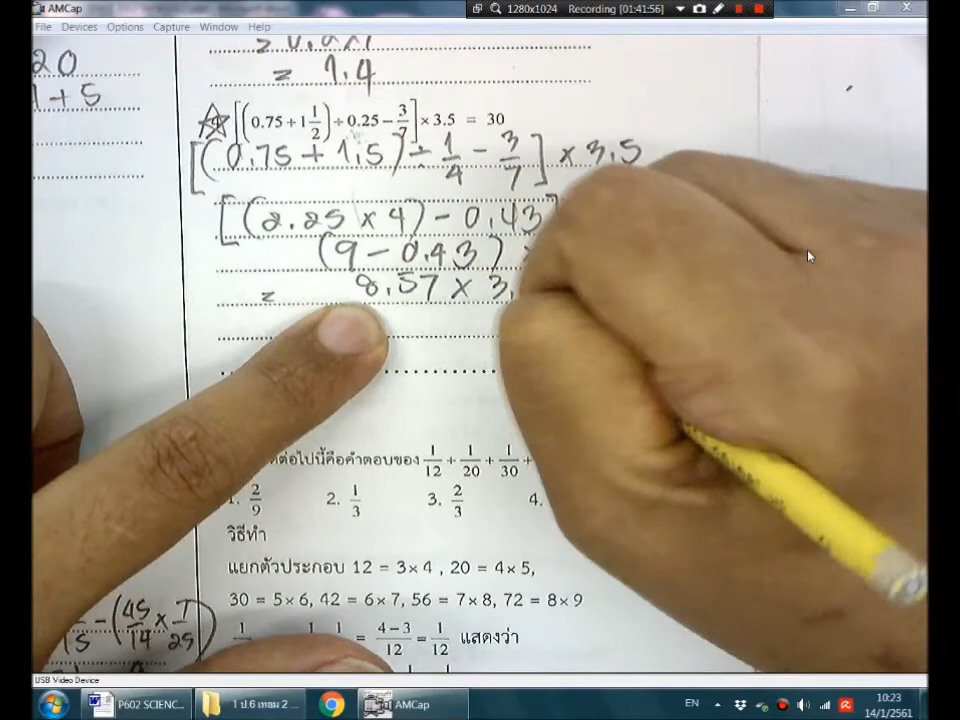 AMCap
1280x1024 Recording [01:41:56]
File Devices Options Capture Window Help
20
1 + 5
= 1.4
[(0.75 + 1 1/2) ÷ 0.25 − 3/7] × 3.5 = 30
[(0.75 + 1.5) ÷ 1/4 − 3/7] × 3.5
[(2.25 × 4) − 0.43
(9 − 0.43)
= 8.57 × 3.
ต่อไปนี้คือคำตอบของ 1/12 + 1/20 + 1/30 +
1. 2/9 2. 1/3 3. 2/3 4.
วิธีทำ
แยกตัวประกอบ 12 = 3×4 , 20 = 4×5,
30 = 5×6, 42 = 6×7, 56 = 7×8, 72 = 8×9
= 4−3/12 = 1/12 แสดงว่า
− (45/14 × 7/25)
USB Video Device
P602 SCIENC... 1 ป.6 เทอม 2 ... AMCap EN 10:23
14/1/2561